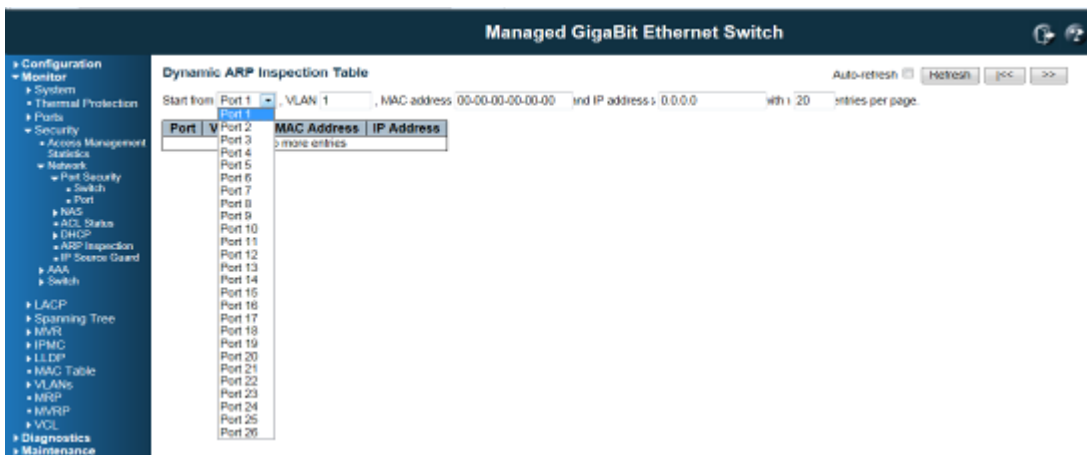 Managed GigaBit Ethernet Switch
Configuration
Monitor
System
Thermal Protection
Ports
Security
Access Management
Statistics
Network
Port Security
Switch
Port
NAS
ACL Status
DHCP
ARP Inspection
IP Source Guard
AAA
Switch
LACP
Spanning Tree
MVR
IPMC
LLDP
MAC Table
VLANs
MRP
MVRP
VCL
Diagnostics
Maintenance
Dynamic ARP Inspection Table
Auto-refresh Refresh |<< >>
Start from Port 1 , VLAN 1 , MAC address 00-00-00-00-00-00 and IP address 0.0.0.0 with 20 entries per page.
Port V MAC Address IP Address
more entries
Port 1
Port 2
Port 3
Port 4
Port 5
Port 6
Port 7
Port 8
Port 9
Port 10
Port 11
Port 12
Port 13
Port 14
Port 15
Port 16
Port 17
Port 18
Port 19
Port 20
Port 21
Port 22
Port 23
Port 24
Port 25
Port 26